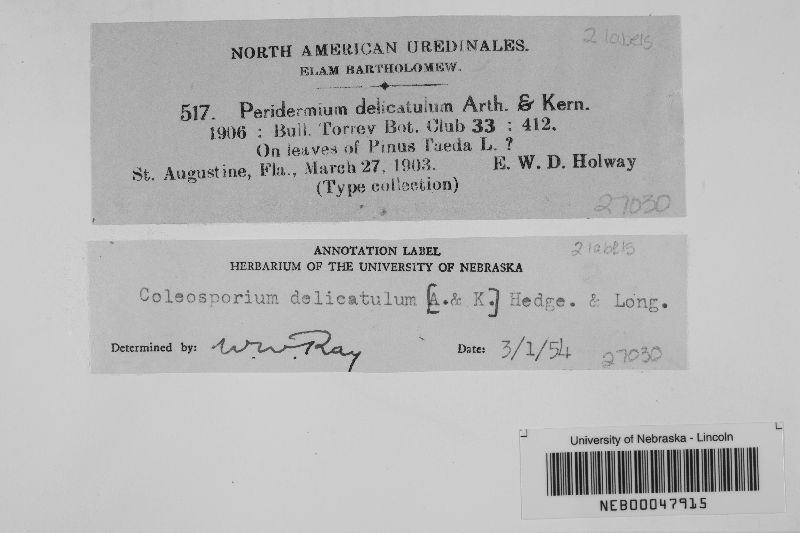 2 labels
NORTH AMERICAN UREDINALES.
ELAM BARTHOLOMEW.
517. Peridermium delicatulum Arth. & Kern.
1906 : Bull. Torrey Bot. Club 33 : 412.
On leaves of Pinus Taeda L. ?
St. Augustine, Fla., March 27, 1903. E. W. D. Holway
(Type collection)
27030
ANNOTATION LABEL 2 labels
HERBARIUM OF THE UNIVERSITY OF NEBRASKA
Coleosporium delicatulum [A.& K.] Hedge. & Long.
Determined by: W.W. Ray Date: 3/1/54
27030
University of Nebraska - Lincoln
NEB00047915